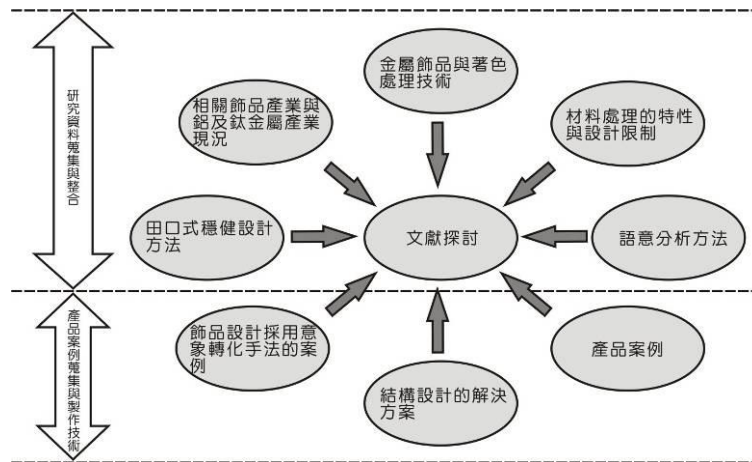 研究資料蒐集與整合
金屬飾品與著色
處理技術
相關飾品產業與
鋁及鈦金屬產業
現況
材料處理的特性
與設計限制
田口式穩健設計
方法
文獻探討
語意分析方法
產品案例蒐集與製作技術
飾品設計採用意
象轉化手法的案
例
結構設計的解決
方案
產品案例